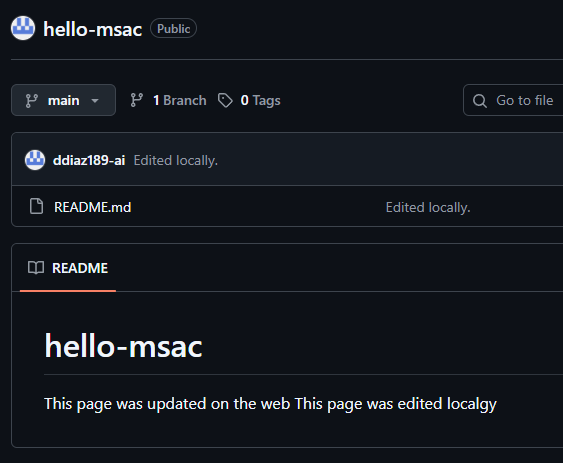 hello-msac Public
main 1 Branch 0 Tags Go to file
ddiaz189-ai Edited locally.
README.md Edited locally.
README
hello-msac
This page was updated on the web This page was edited localgy